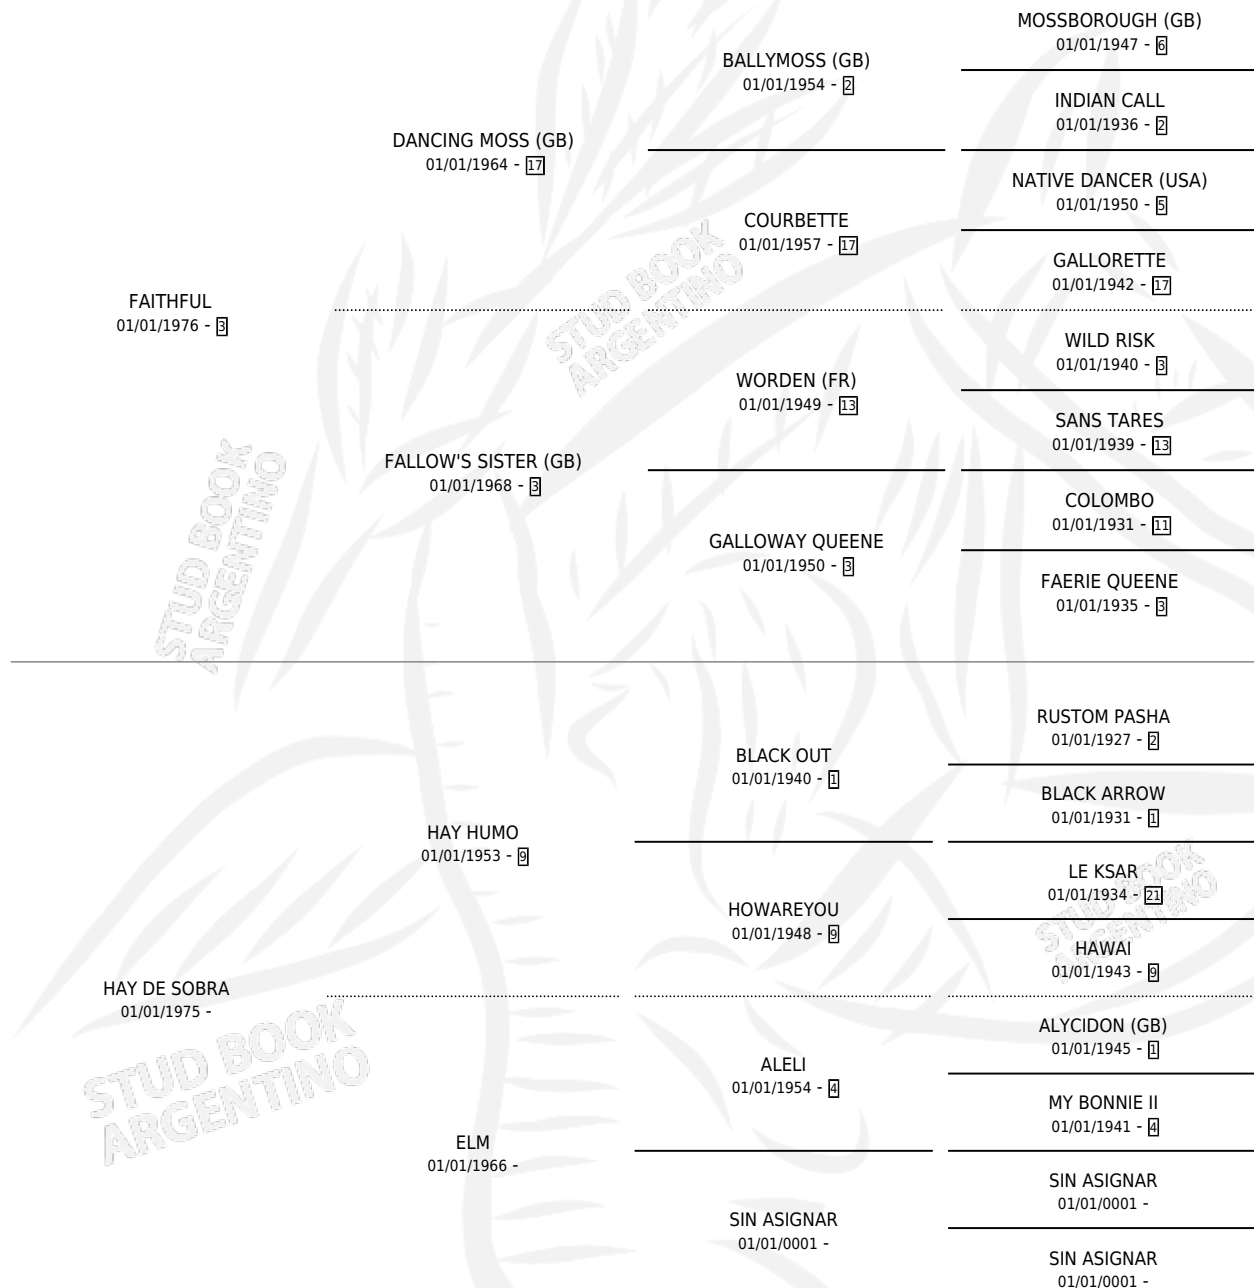 MOSSBOROUGH (GB)
01/01/1947 - 6
BALLYMOSS (GB)
01/01/1954 - 2
INDIAN CALL
01/01/1936 - 2
DANCING MOSS (GB)
01/01/1964 - 17
NATIVE DANCER (USA)
01/01/1950 - 5
COURBETTE
01/01/1957 - 17
GALLORETTE
01/01/1942 - 17
FAITHFUL
01/01/1976 - 3
WILD RISK
01/01/1940 - 3
WORDEN (FR)
01/01/1949 - 13
SANS TARES
01/01/1939 - 13
FALLOW'S SISTER (GB)
01/01/1968 - 3
COLOMBO
01/01/1931 - 11
GALLOWAY QUEENE
01/01/1950 - 3
FAERIE QUEENE
01/01/1935 - 3
RUSTOM PASHA
01/01/1927 - 2
BLACK OUT
01/01/1940 - 1
BLACK ARROW
01/01/1931 - 1
HAY HUMO
01/01/1953 - 9
LE KSAR
01/01/1934 - 21
HOWAREYOU
01/01/1948 - 9
HAWAI
01/01/1943 - 9
HAY DE SOBRA
01/01/1975 -
ALYCIDON (GB)
01/01/1945 - 1
ALELI
01/01/1954 - 4
MY BONNIE II
01/01/1941 - 4
ELM
01/01/1966 -
SIN ASIGNAR
01/01/0001 -
SIN ASIGNAR
01/01/0001 -
SIN ASIGNAR
01/01/0001 -
STUD BOOK
ARGENTINO
STUD BOOK
ARGENTINO
STUD BOOK
ARGENTINO
STUD BOOK
ARGENTINO